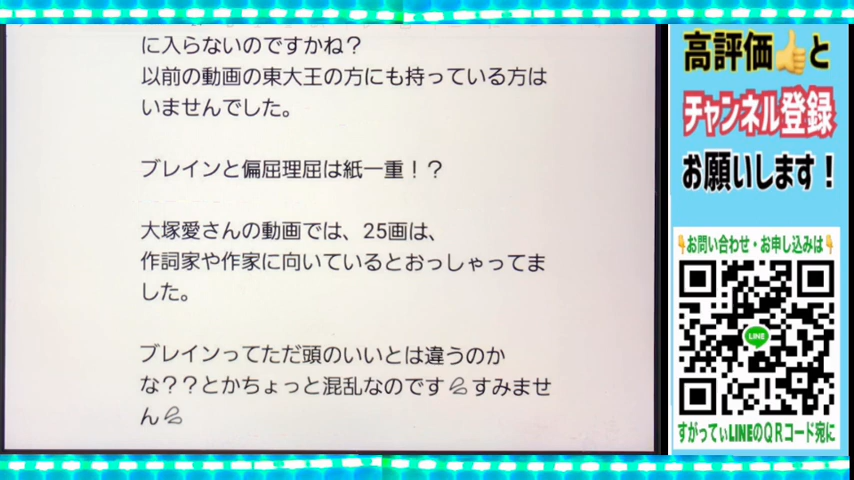 に入らないのですかね？
以前の動画の東大王の方にも持っている方は
いませんでした。
ブレインと偏屈理屈は紙一重！？
大塚愛さんの動画では、25画は、
作詞家や作家に向いているとおっしゃってま
した。
ブレインってただ頭のいいとは違うのか
な？？とかちょっと混乱なのです💦すみませ
ん💦
高評価👍と
チャンネル登録
お願いします！
👇お問い合わせ・お申し込みは👇
LINE
すがってぃLINEのQRコード宛に